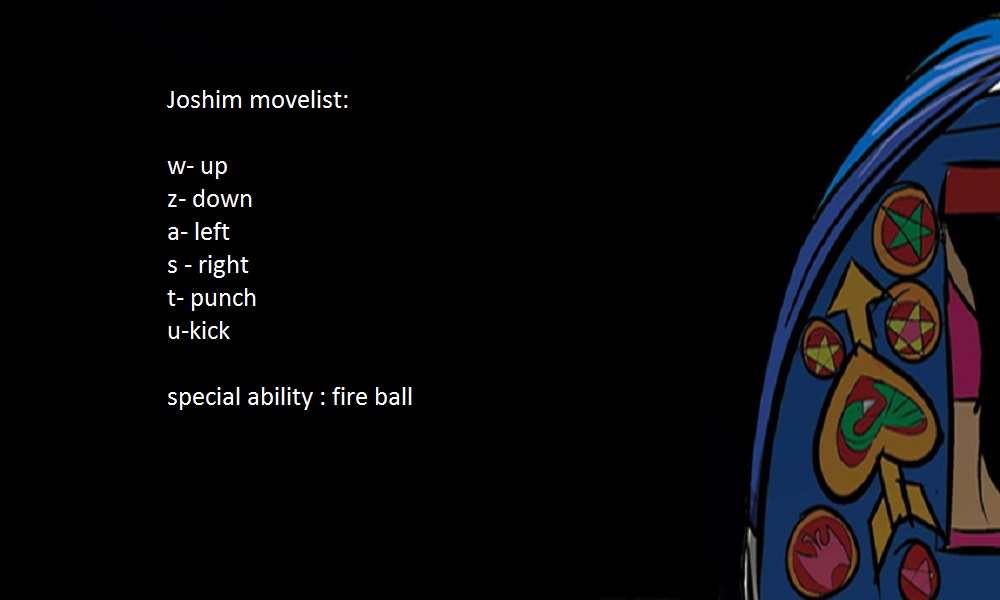 Joshim movelist:
w- up
z- down
a- left
s - right
t- punch
u-kick
special ability : fire ball